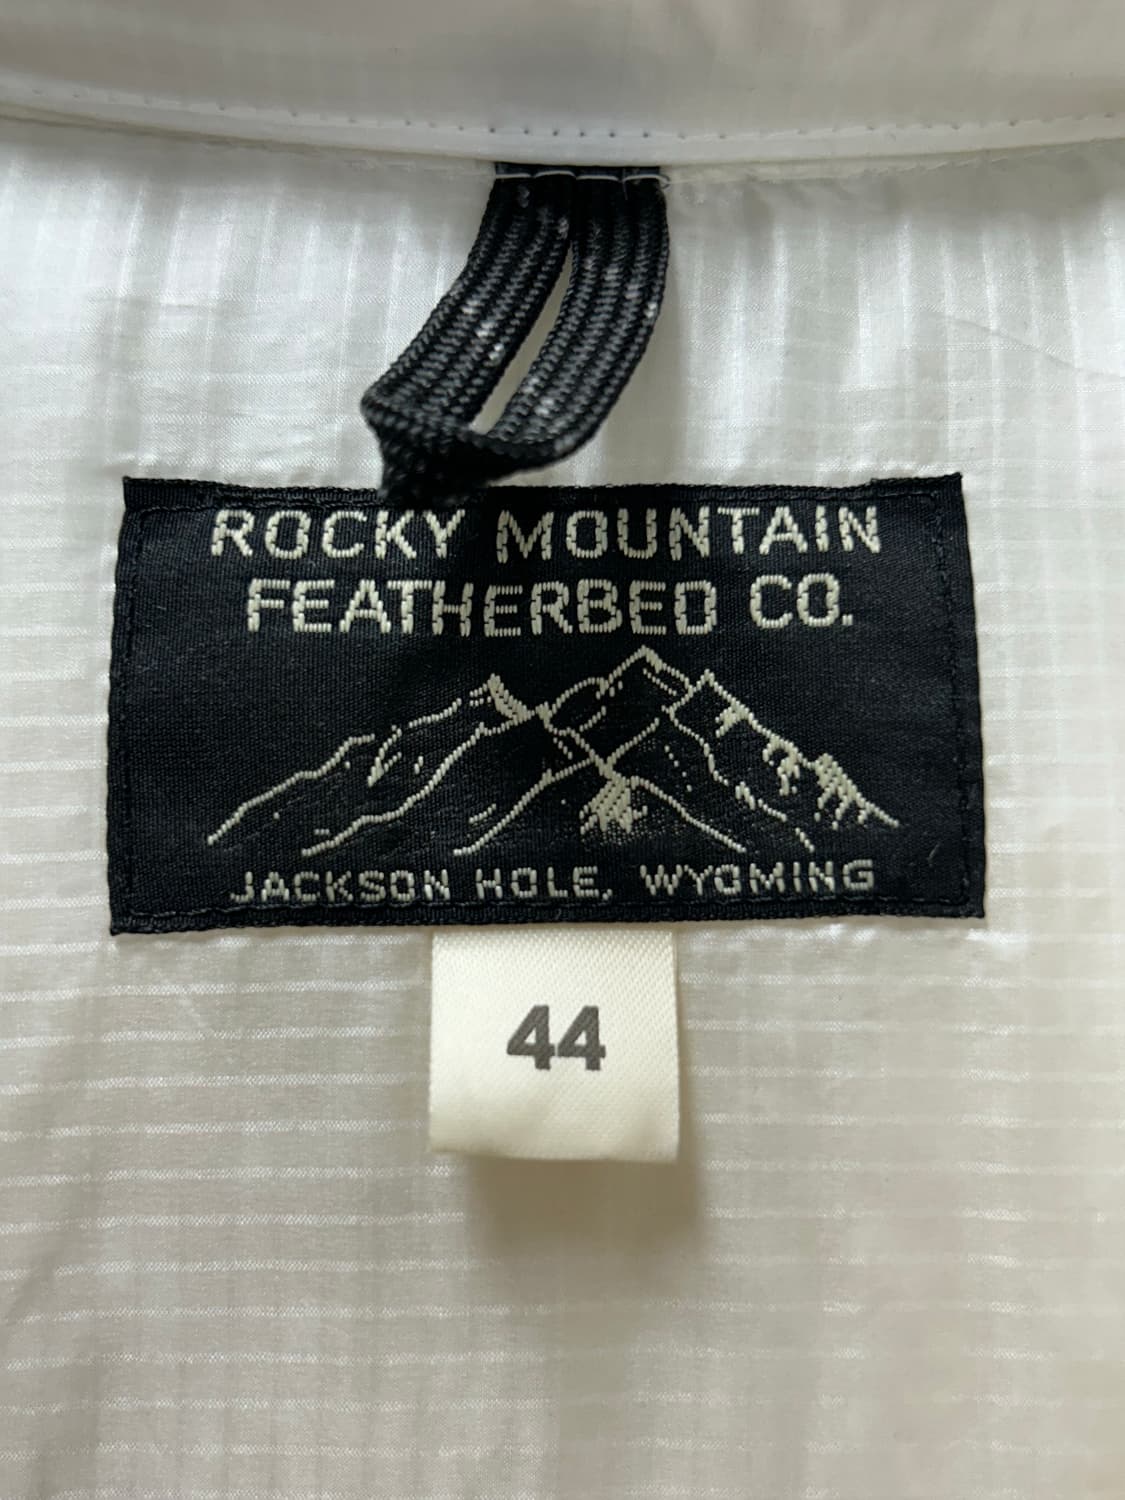 ROCKY MOUNTAIN
FEATHERBED CO.
JACKSON HOLE, WYOMING
44